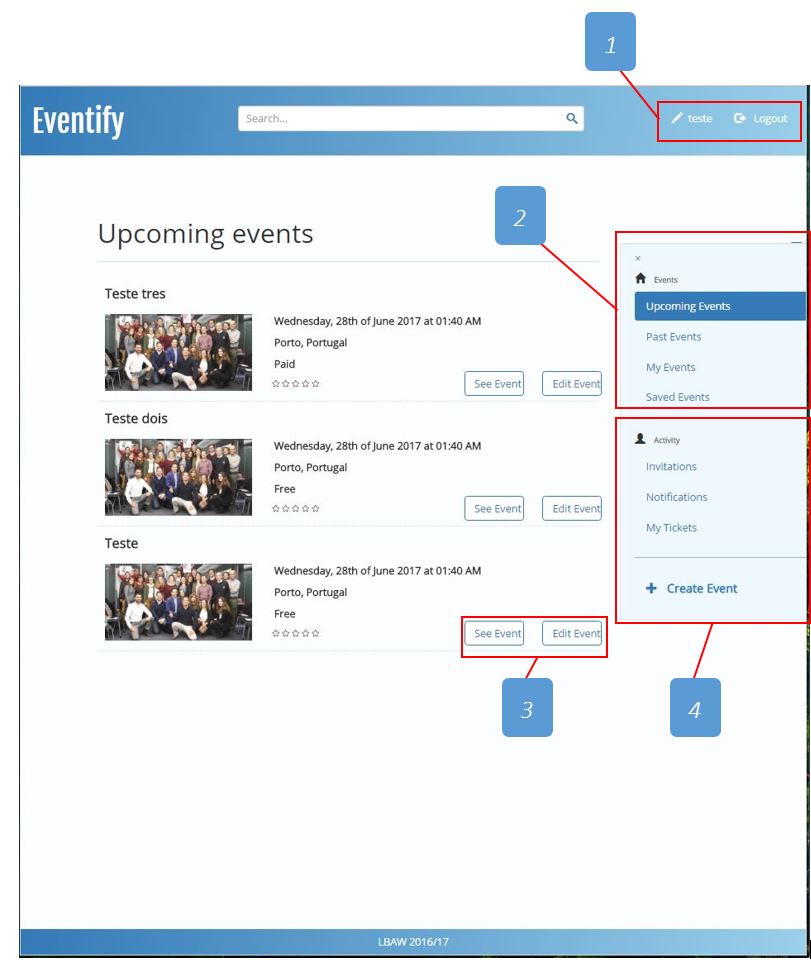 1
Eventify
Search...
teste
Logout
2
Upcoming events
Teste tres
Wednesday, 28th of June 2017 at 01:40 AM
Porto, Portugal
Paid
See Event
Edit Event
Teste dois
Wednesday, 28th of June 2017 at 01:40 AM
Porto, Portugal
Free
See Event
Edit Event
Teste
Wednesday, 28th of June 2017 at 01:40 AM
Porto, Portugal
Free
See Event
Edit Event
×
Events
Upcoming Events
Past Events
My Events
Saved Events
Activity
Invitations
Notifications
My Tickets
Create Event
3
4
LBAW 2016/17